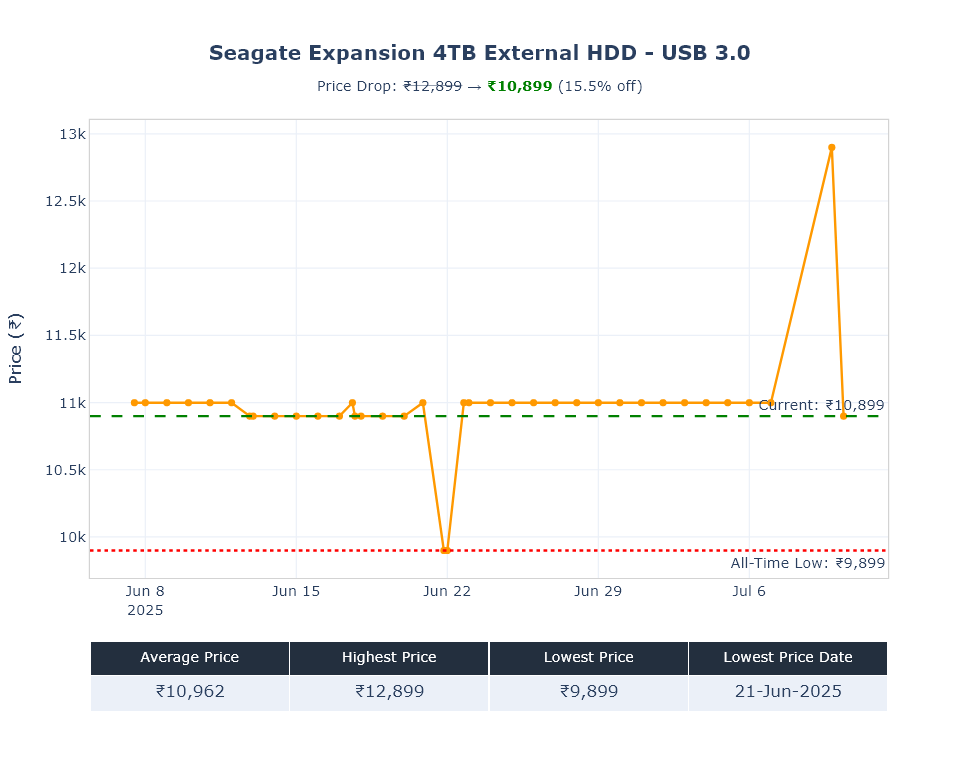 Seagate Expansion 4TB External HDD - USB 3.0
Price Drop: ₹12,899 → ₹10,899 (15.5% off)
Price (₹)
13k
12.5k
12k
11.5k
11k
10.5k
10k
Current: ₹10,899
All-Time Low: ₹9,899
Jun 8 Jun 15 Jun 22 Jun 29 Jul 6
2025
Average Price Highest Price Lowest Price Lowest Price Date
₹10,962 ₹12,899 ₹9,899 21-Jun-2025